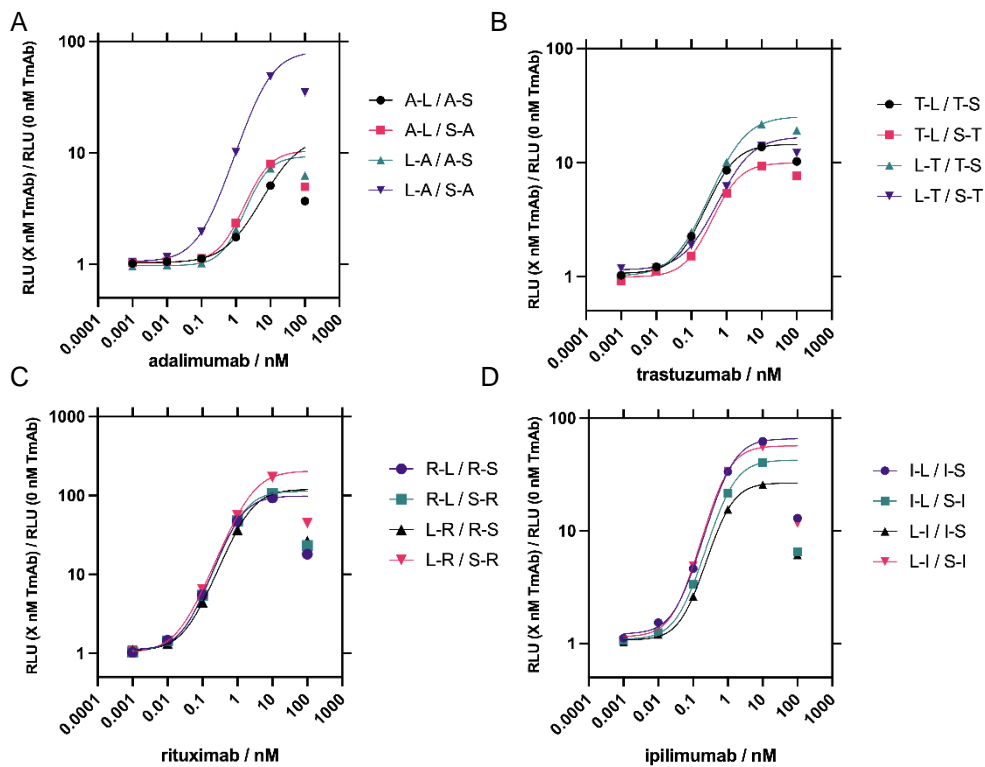 A
RLU (X nM TmAb) / RLU (0 nM TmAb)
100
10
1
0.0001
0.001
0.01
0.1
1
10
100
1000
adalimumab / nM
A-L / A-S
A-L / S-A
L-A / A-S
L-A / S-A
B
RLU (X nM TmAb) / RLU (0 nM TmAb)
100
10
1
0.0001
0.001
0.01
0.1
1
10
100
1000
trastuzumab / nM
T-L / T-S
T-L / S-T
L-T / T-S
L-T / S-T
C
RLU (X nM TmAb) / RLU (0 nM TmAb)
1000
100
10
1
0.0001
0.001
0.01
0.1
1
10
100
1000
rituximab / nM
R-L / R-S
R-L / S-R
L-R / R-S
L-R / S-R
D
RLU (X nM TmAb) / RLU (0 nM TmAb)
100
10
1
0.0001
0.001
0.01
0.1
1
10
100
1000
ipilimumab / nM
I-L / I-S
I-L / S-I
L-I / I-S
L-I / S-I